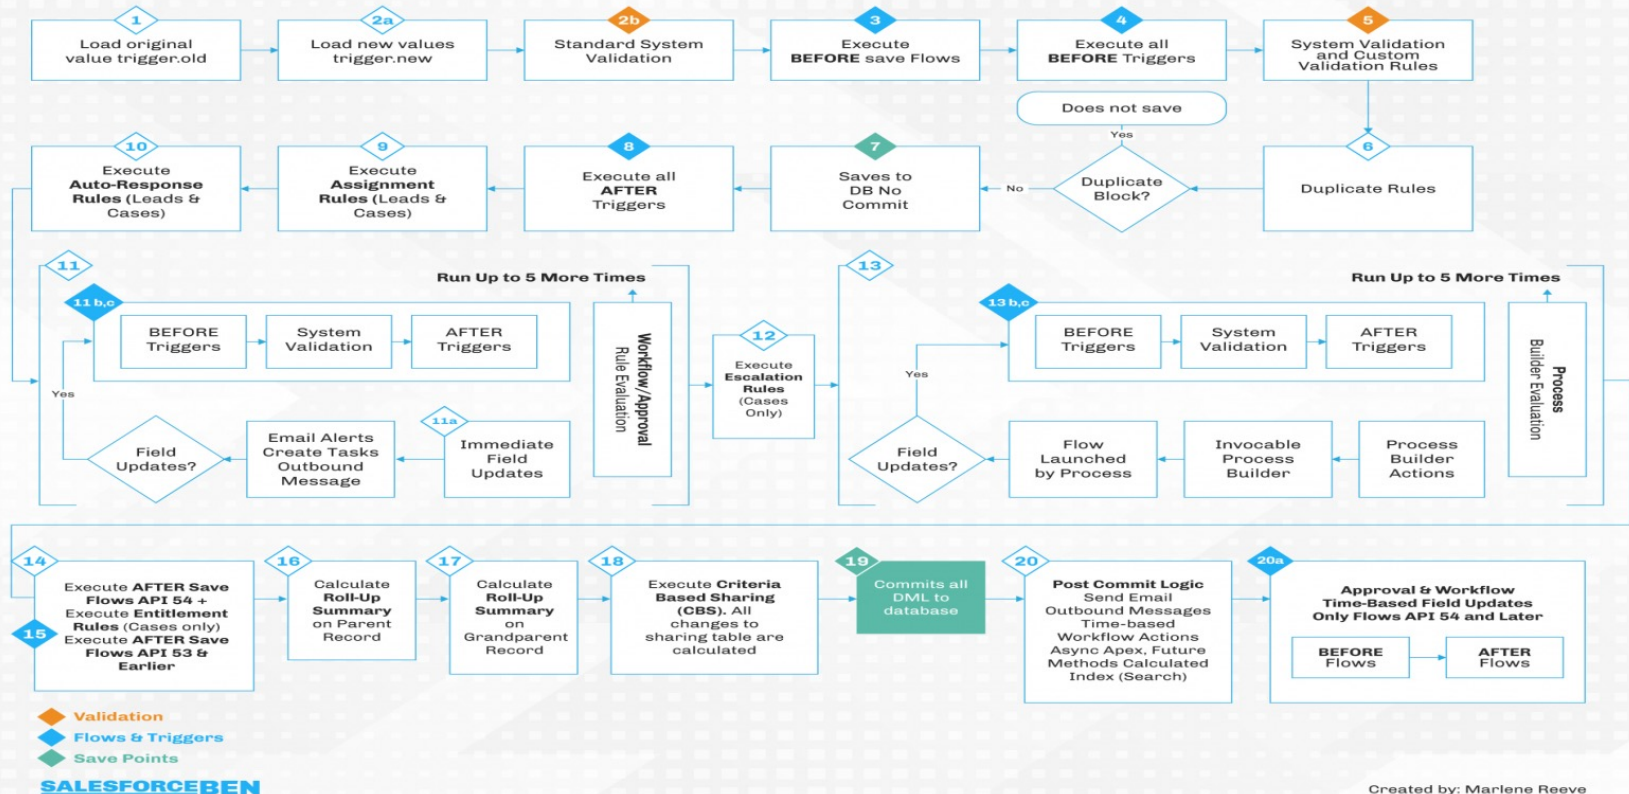 1
Load original
value trigger.old
2a
Load new values
trigger.new
2b
Standard System
Validation
3
Execute
BEFORE save Flows
4
Execute all
BEFORE Triggers
5
System Validation
and Custom
Validation Rules
Does not save
Yes
10
Execute
Auto-Response
Rules (Leads &
Cases)
9
Execute
Assignment
Rules (Leads &
Cases)
8
Execute all
AFTER
Triggers
7
Saves to
DB No
Commit
No
Duplicate
Block?
6
Duplicate Rules
11
Run Up to 5 More Times
11 b,c
BEFORE
Triggers
System
Validation
AFTER
Triggers
Workflow/Approval
Rule Evaluation
Yes
Field
Updates?
Email Alerts
Create Tasks
Outbound
Message
11a
Immediate
Field
Updates
12
Execute
Escalation
Rules
(Cases
Only)
13
Run Up to 5 More Times
13 b,c
BEFORE
Triggers
System
Validation
AFTER
Triggers
Process
Builder Evaluation
Yes
Field
Updates?
Flow
Launched
by Process
Invocable
Process
Builder
Process
Builder
Actions
14
Execute AFTER Save
Flows API 54 +
Execute Entitlement
Rules (Cases only)
15
Execute AFTER Save
Flows API 53 &
Earlier
16
Calculate
Roll-Up
Summary
on Parent
Record
17
Calculate
Roll-Up
Summary
on
Grandparent
Record
18
Execute Criteria
Based Sharing
(CBS). All
changes to
sharing table are
calculated
19
Commits all
DML to
database
20
Post Commit Logic
Send Email
Outbound Messages
Time-based
Workflow Actions
Async Apex, Future
Methods Calculated
Index (Search)
20a
Approval & Workflow
Time-Based Field Updates
Only Flows API 54 and Later
BEFORE
Flows
AFTER
Flows
Validation
Flows & Triggers
Save Points
SALESFORCEBEN
Created by: Marlene Reeve